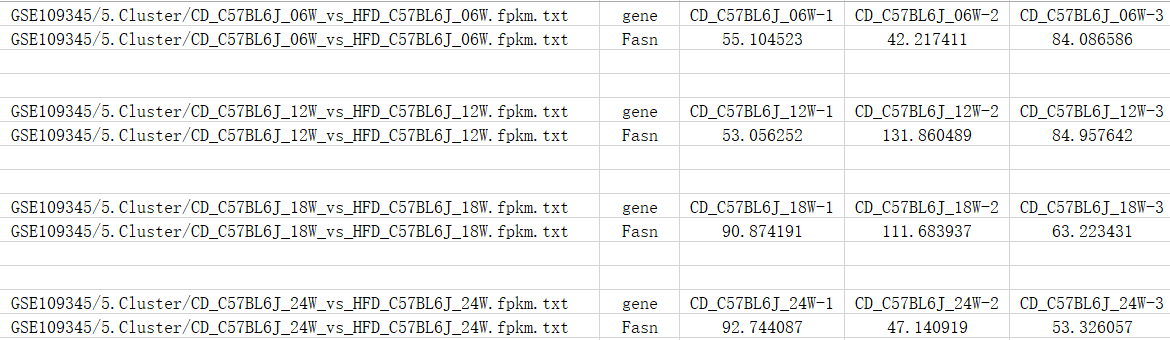 GSE109345/5.Cluster/CD_C57BL6J_06W_vs_HFD_C57BL6J_06W.fpkm.txt gene CD_C57BL6J_06W-1 CD_C57BL6J_06W-2 CD_C57BL6J_06W-3
GSE109345/5.Cluster/CD_C57BL6J_06W_vs_HFD_C57BL6J_06W.fpkm.txt Fasn 55.104523 42.217411 84.086586
GSE109345/5.Cluster/CD_C57BL6J_12W_vs_HFD_C57BL6J_12W.fpkm.txt gene CD_C57BL6J_12W-1 CD_C57BL6J_12W-2 CD_C57BL6J_12W-3
GSE109345/5.Cluster/CD_C57BL6J_12W_vs_HFD_C57BL6J_12W.fpkm.txt Fasn 53.056252 131.860489 84.957642
GSE109345/5.Cluster/CD_C57BL6J_18W_vs_HFD_C57BL6J_18W.fpkm.txt gene CD_C57BL6J_18W-1 CD_C57BL6J_18W-2 CD_C57BL6J_18W-3
GSE109345/5.Cluster/CD_C57BL6J_18W_vs_HFD_C57BL6J_18W.fpkm.txt Fasn 90.874191 111.683937 63.223431
GSE109345/5.Cluster/CD_C57BL6J_24W_vs_HFD_C57BL6J_24W.fpkm.txt gene CD_C57BL6J_24W-1 CD_C57BL6J_24W-2 CD_C57BL6J_24W-3
GSE109345/5.Cluster/CD_C57BL6J_24W_vs_HFD_C57BL6J_24W.fpkm.txt Fasn 92.744087 47.140919 53.326057